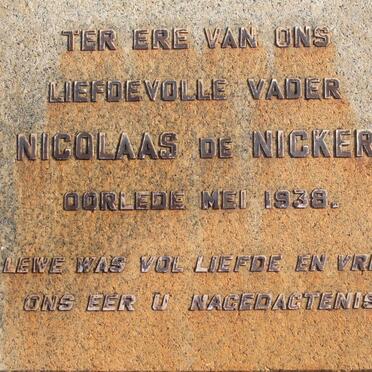 TER ERE VAN ONS
LIEFDEVOLLE VADER
NICOLAAS DE NICKER
OORLEDE MEI 1938.
LEWE WAS VOL LIEFDE EN VRE
ONS EER U NAGEDACTENIS